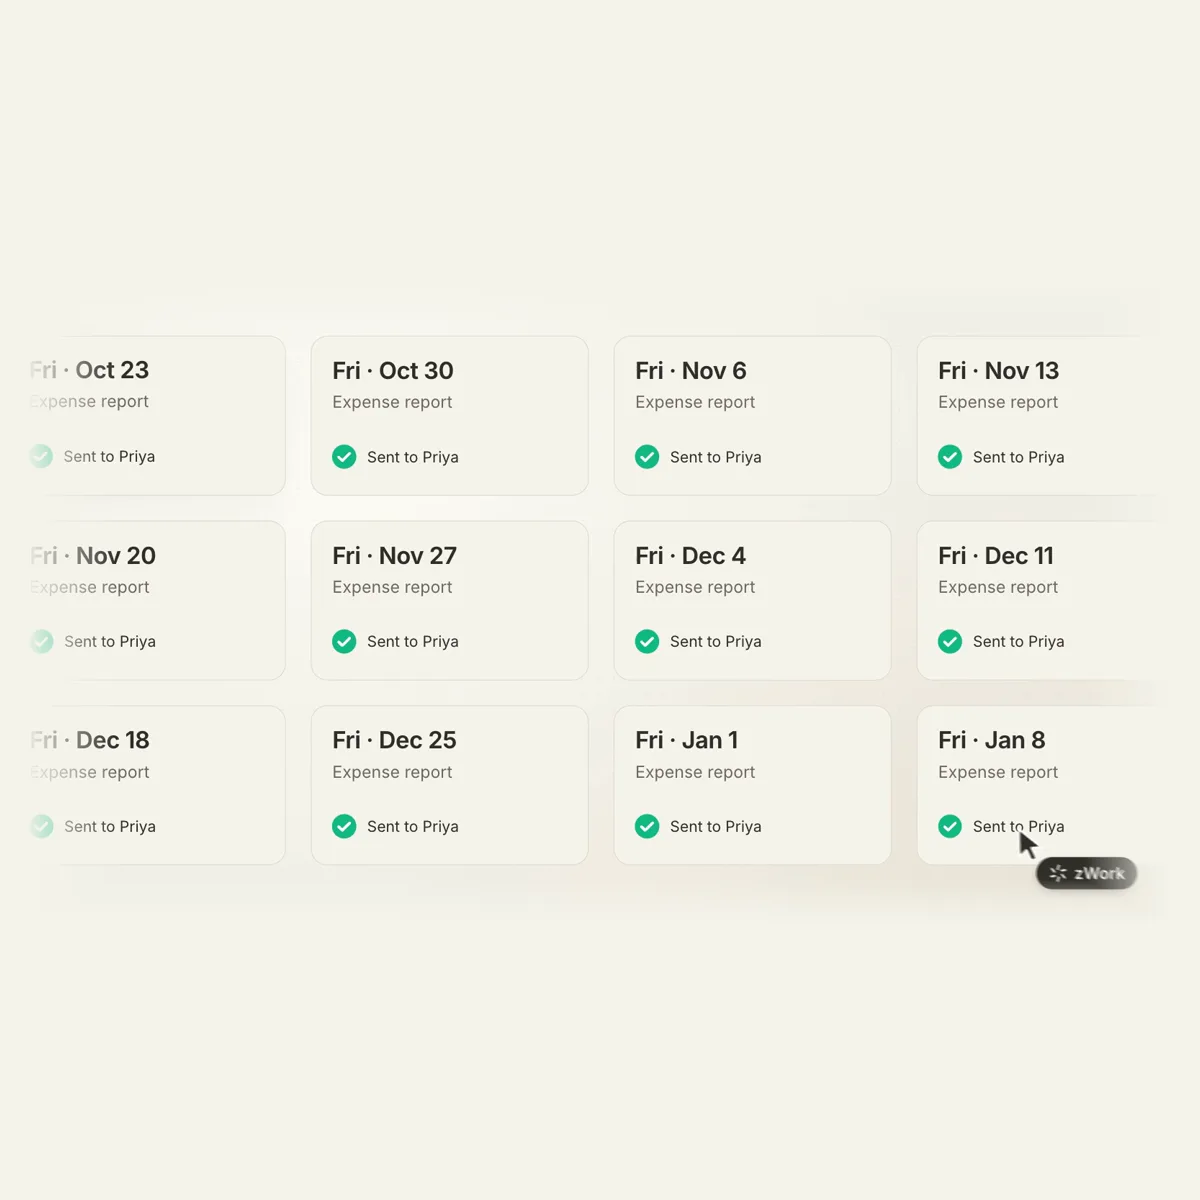 Fri · Oct 23
Expense report
Sent to Priya
Fri · Oct 30
Expense report
Sent to Priya
Fri · Nov 6
Expense report
Sent to Priya
Fri · Nov 13
Expense report
Sent to Priya
Fri · Nov 20
Expense report
Sent to Priya
Fri · Nov 27
Expense report
Sent to Priya
Fri · Dec 4
Expense report
Sent to Priya
Fri · Dec 11
Expense report
Sent to Priya
Fri · Dec 18
Expense report
Sent to Priya
Fri · Dec 25
Expense report
Sent to Priya
Fri · Jan 1
Expense report
Sent to Priya
Fri · Jan 8
Expense report
Sent to Priya
zWork